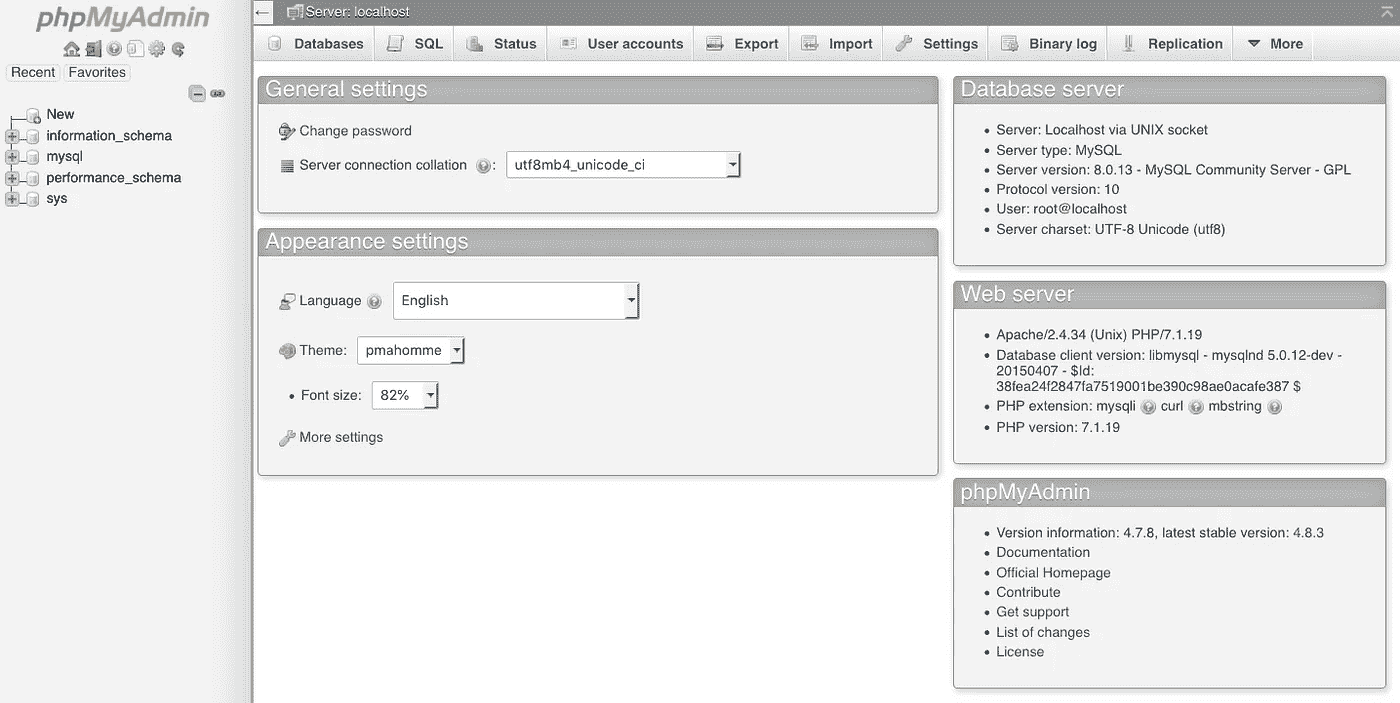 phpMyAdmin
Recent Favorites
New
information_schema
mysql
performance_schema
sys
Server: localhost
Databases SQL Status User accounts Export Import Settings Binary log Replication More
General settings
Change password
Server connection collation : utf8mb4_unicode_ci
Appearance settings
Language English
Theme: pmahomme
Font size: 82%
More settings
Database server
Server: Localhost via UNIX socket
Server type: MySQL
Server version: 8.0.13 - MySQL Community Server - GPL
Protocol version: 10
User: root@localhost
Server charset: UTF-8 Unicode (utf8)
Web server
Apache/2.4.34 (Unix) PHP/7.1.19
Database client version: libmysql - mysqlnd 5.0.12-dev -
20150407 - $Id:
38fea24f2847fa7519001be390c98ae0acafe387 $
PHP extension: mysqli curl mbstring
PHP version: 7.1.19
phpMyAdmin
Version information: 4.7.8, latest stable version: 4.8.3
Documentation
Official Homepage
Contribute
Get support
List of changes
License